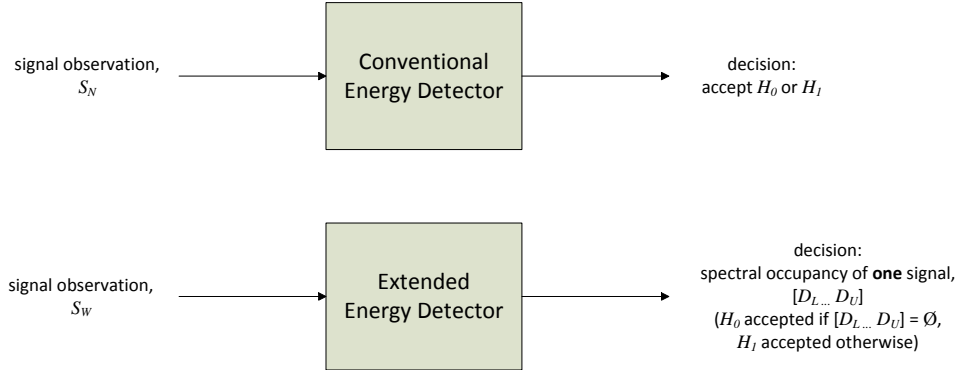 signal observation,
S_N
Conventional
Energy Detector
decision:
accept H_0 or H_1
signal observation,
S_W
Extended
Energy Detector
decision:
spectral occupancy of one signal,
[D_L... D_U]
(H_0 accepted if [D_L... D_U] = Ø,
H_1 accepted otherwise)